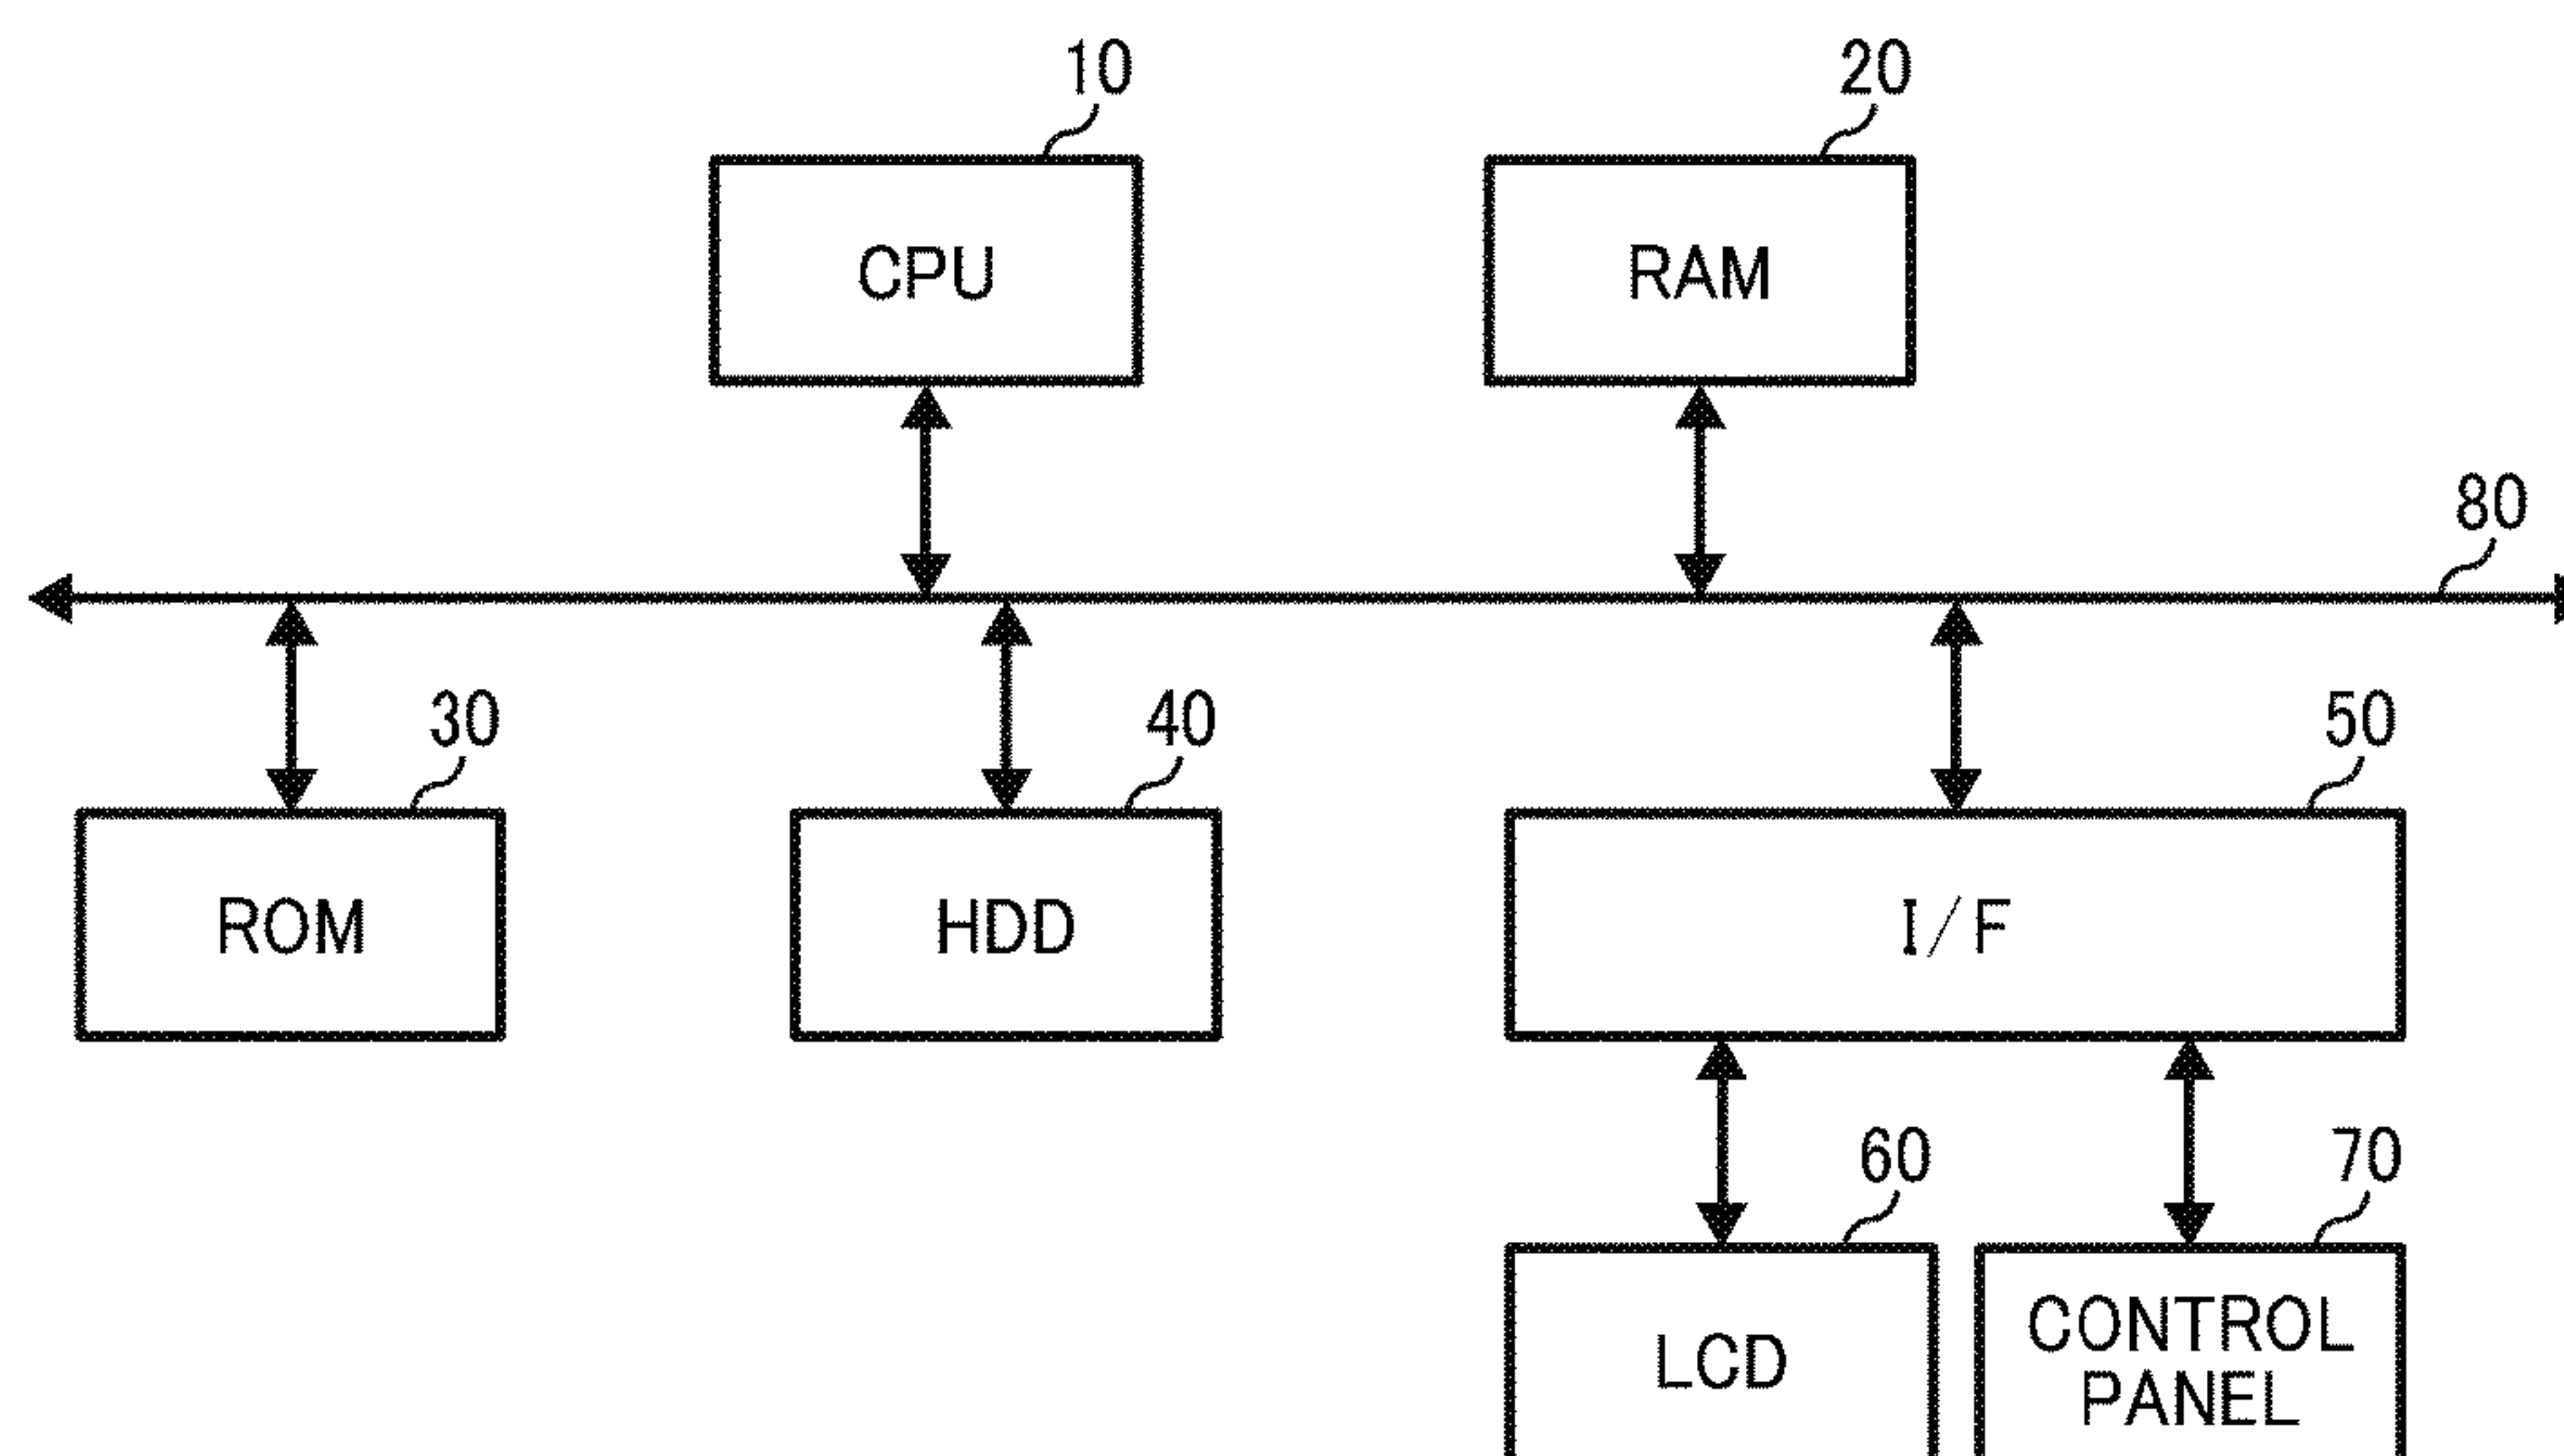 10
20
CPU
RAM
80
30
40
50
ROM
HDD
I/F
60
70
LCD
CONTROL
PANEL